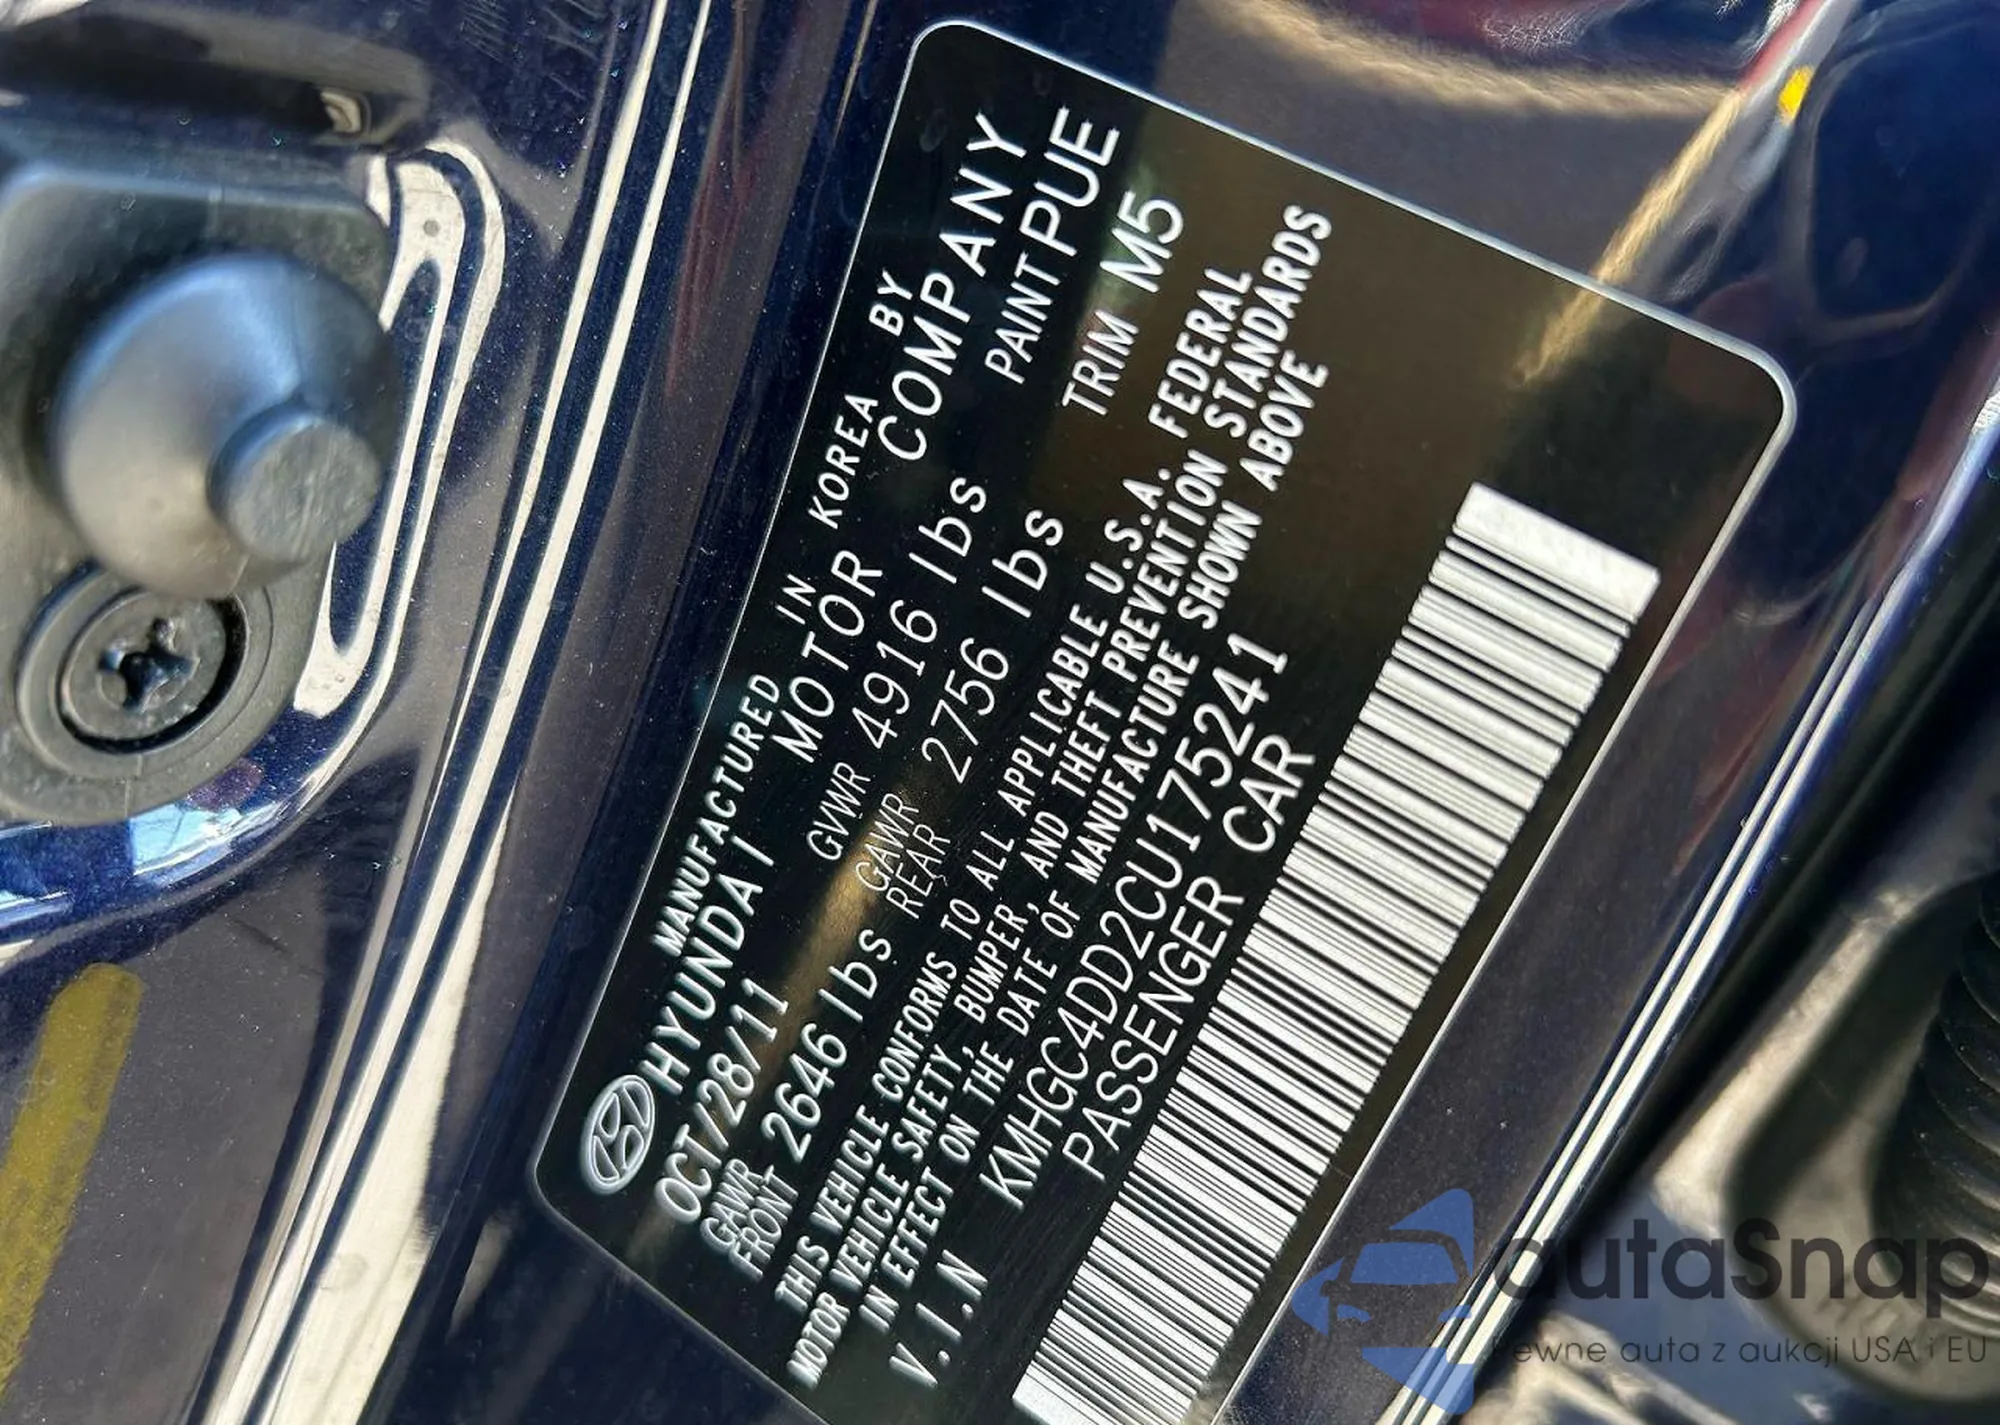 MANUFACTURED IN KOREA BY
HYUNDAI MOTOR COMPANY
OCT/28/11 GVWR 4916 lbs PAINT PUE
GAWR FRONT 2646 lbs GAWR REAR 2756 lbs TRIM M5
THIS VEHICLE CONFORMS TO ALL APPLICABLE U.S.A. FEDERAL
MOTOR VEHICLE SAFETY, BUMPER, AND THEFT PREVENTION STANDARDS
IN EFFECT ON THE DATE OF MANUFACTURE SHOWN ABOVE
V.I.N KMHGC4DD2CU175241
PASSENGER CAR
autaSnap
Pewne auta z aukcji USA i EU